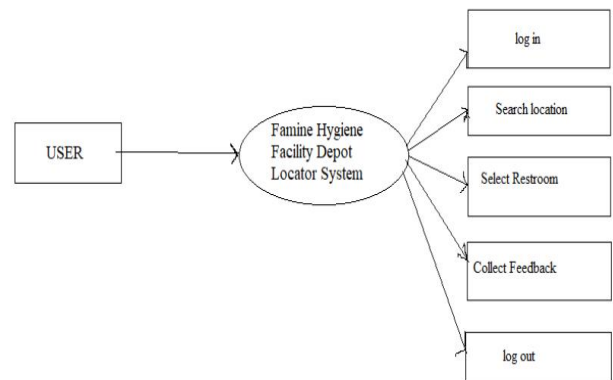 USER
Famine Hygiene
Facility Depot
Locator System
log in
Search location
Select Restroom
Collect Feedback
log out